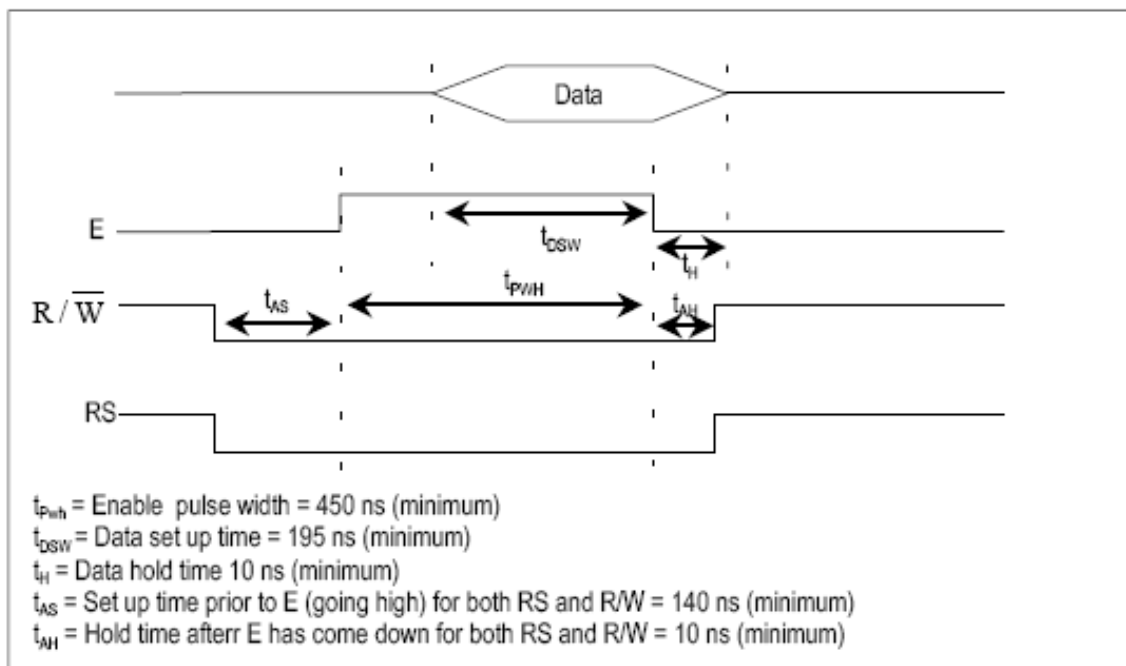 Data
E
tDSW
tH
R / W̅
tAS
tPWH
tAH
RS
tPwh = Enable pulse width = 450 ns (minimum)
tDSW = Data set up time = 195 ns (minimum)
tH = Data hold time 10 ns (minimum)
tAS = Set up time prior to E (going high) for both RS and R/W = 140 ns (minimum)
tAH = Hold time afterr E has come down for both RS and R/W = 10 ns (minimum)